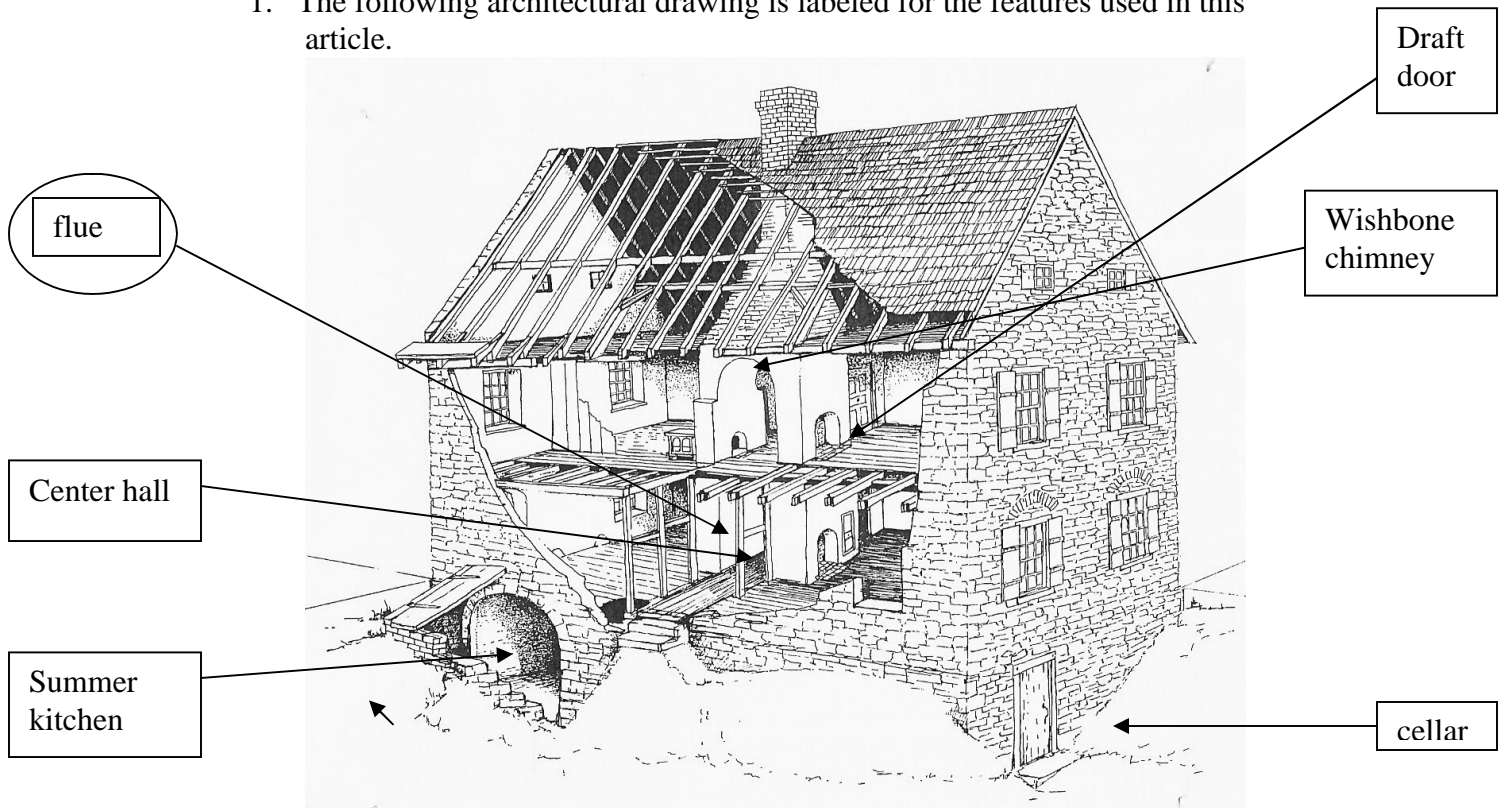 1. The following architectural drawing is labeled for the features used in this
article.
Draft
door
flue
Wishbone
chimney
Center hall
Summer
kitchen
cellar